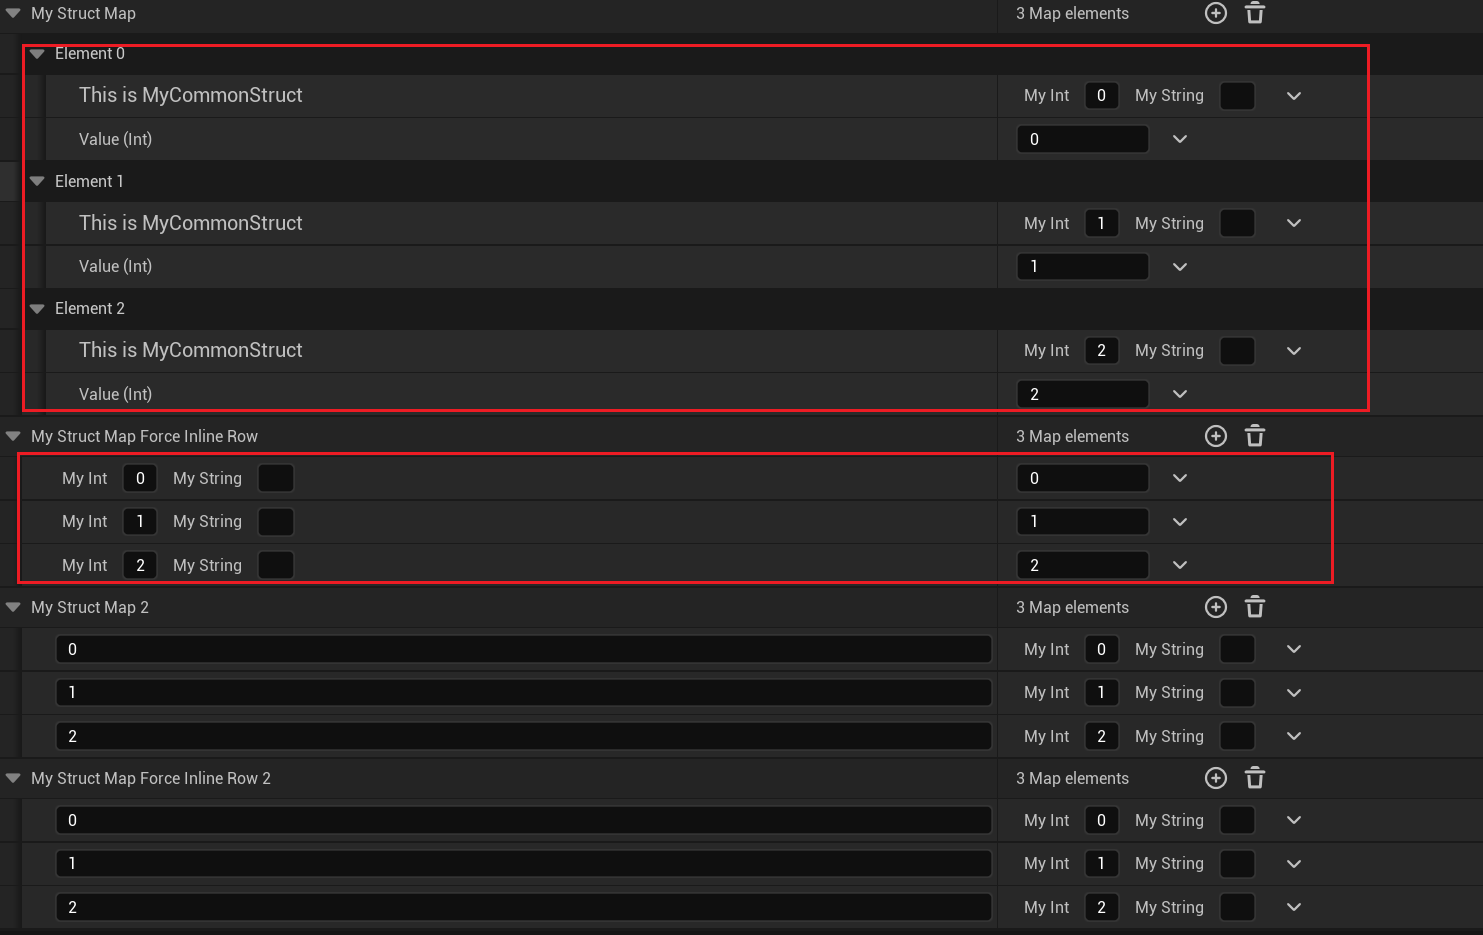 My Struct Map 3 Map elements
Element 0
This is MyCommonStruct My Int 0 My String
Value (Int) 0
Element 1
This is MyCommonStruct My Int 1 My String
Value (Int) 1
Element 2
This is MyCommonStruct My Int 2 My String
Value (Int) 2
My Struct Map Force Inline Row 3 Map elements
My Int 0 My String 0
My Int 1 My String 1
My Int 2 My String 2
My Struct Map 2 3 Map elements
0 My Int 0 My String
1 My Int 1 My String
2 My Int 2 My String
My Struct Map Force Inline Row 2 3 Map elements
0 My Int 0 My String
1 My Int 1 My String
2 My Int 2 My String